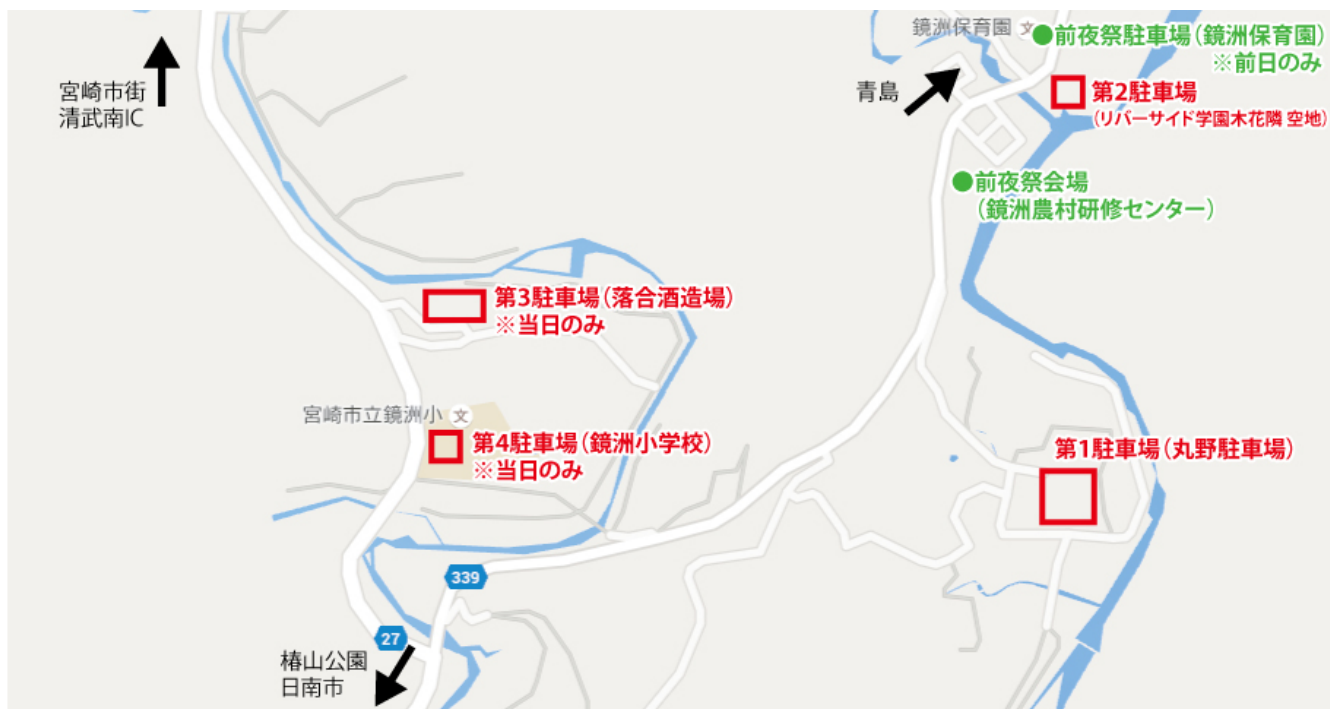 鏡洲保育園
文
●前夜祭駐車場(鏡洲保育園)
※前日のみ
宮崎市街
清武南IC
青島
第2駐車場
(リバーサイド学園木花隣 空地)
●前夜祭会場
(鏡洲農村研修センター)
第3駐車場(落合酒造場)
※当日のみ
宮崎市立鏡洲小
文
第4駐車場(鏡洲小学校)
※当日のみ
第1駐車場(丸野駐車場)
339
27
椿山公園
日南市